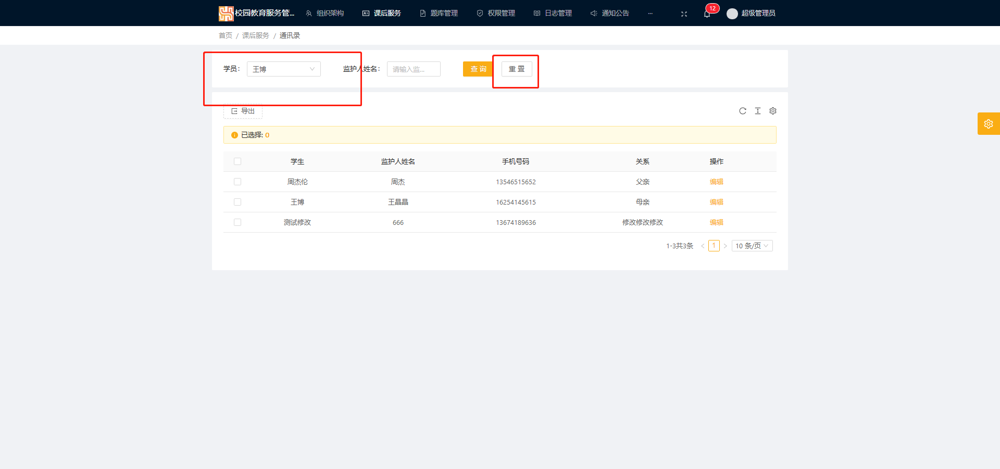 校园教育服务管... 组织架构 课后服务 题库管理 权限管理 日志管理 通知公告 ... 12 超级管理员
首页 / 课后服务 / 通讯录
学员: 王博 监护人姓名: 请输入监... 查 询 重 置
导出
已选择: 0
学生 监护人姓名 手机号码 关系 操作
周杰伦 周杰 13546515652 父亲 编辑
王博 王晶晶 16254145615 母亲 编辑
测试修改 666 13674189636 修改修改修改 编辑
1-3共3条 < 1 > 10 条/页